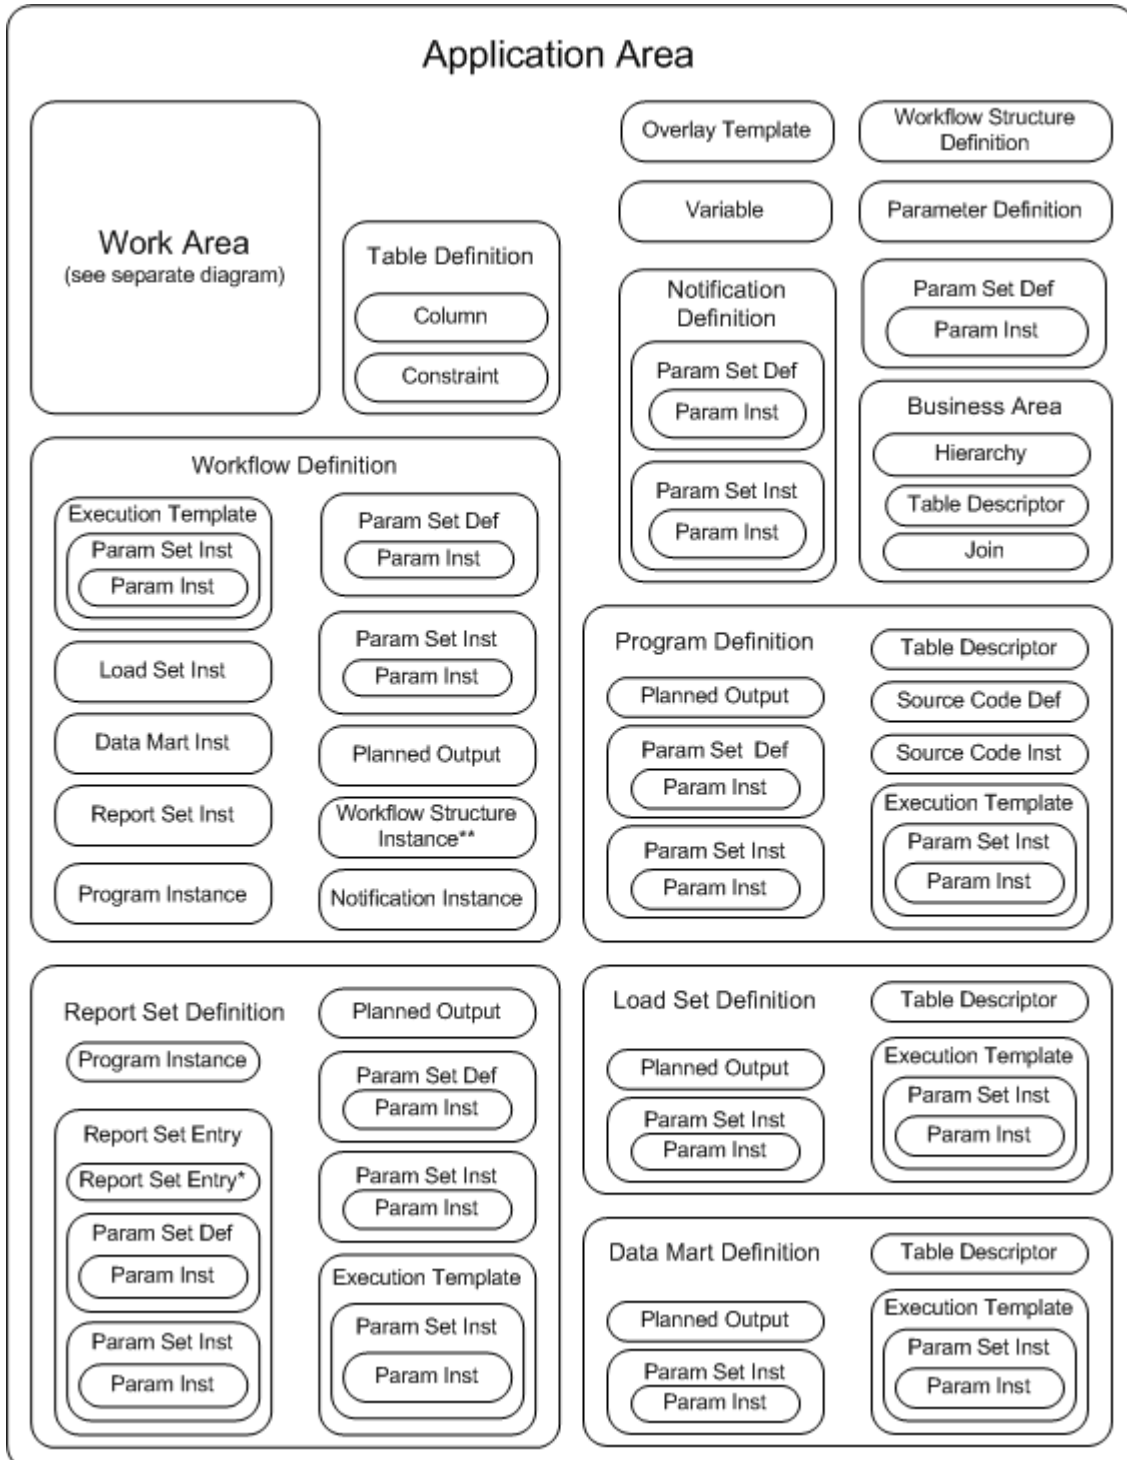 Application Area
Work Area
(see separate diagram)
Table Definition
Column
Constraint
Overlay Template
Variable
Notification
Definition
Param Set Def
Param Inst
Param Set Inst
Param Inst
Workflow Structure
Definition
Parameter Definition
Param Set Def
Param Inst
Business Area
Hierarchy
Table Descriptor
Join
Workflow Definition
Execution Template
Param Set Inst
Param Inst
Load Set Inst
Data Mart Inst
Report Set Inst
Program Instance
Param Set Def
Param Inst
Param Set Inst
Param Inst
Planned Output
Workflow Structure
Instance**
Notification Instance
Program Definition
Planned Output
Param Set Def
Param Inst
Param Set Inst
Param Inst
Table Descriptor
Source Code Def
Source Code Inst
Execution Template
Param Set Inst
Param Inst
Report Set Definition
Program Instance
Report Set Entry
Report Set Entry*
Param Set Def
Param Inst
Param Set Inst
Param Inst
Planned Output
Param Set Def
Param Inst
Param Set Inst
Param Inst
Execution Template
Param Set Inst
Param Inst
Load Set Definition
Planned Output
Param Set Inst
Param Inst
Table Descriptor
Execution Template
Param Set Inst
Param Inst
Data Mart Definition
Planned Output
Param Set Inst
Param Inst
Table Descriptor
Execution Template
Param Set Inst
Param Inst